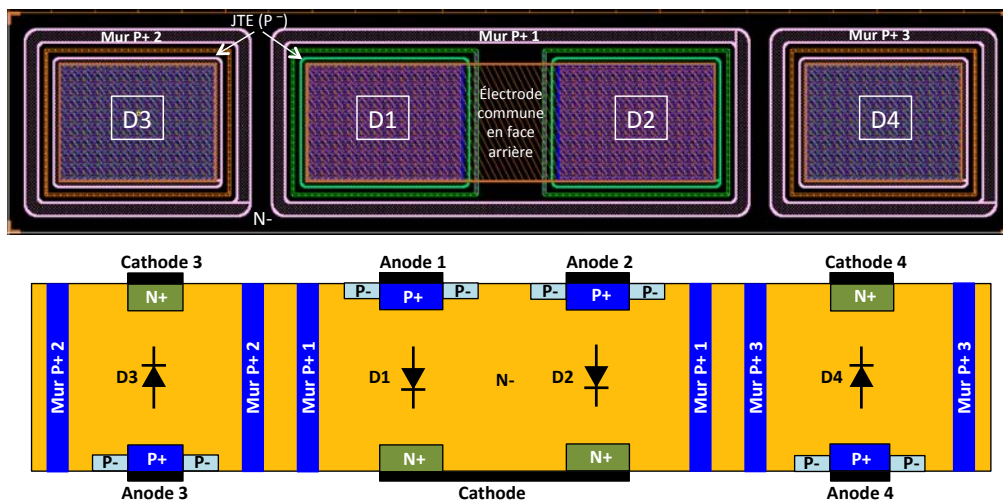 JTE (P⁻)
Mur P+ 2
Mur P+ 1
Mur P+ 3
D3
D1
Électrode
commune
en face
arrière
D2
D4
N-
Cathode 3
Anode 1
Anode 2
Cathode 4
N+
P-
P+
P-
P-
P+
P-
N+
Mur P+ 2
D3
Mur P+ 2
Mur P+ 1
D1
N-
D2
Mur P+ 1
Mur P+ 3
D4
Mur P+ 3
P-
P+
P-
N+
N+
P-
P+
P-
Anode 3
Cathode
Anode 4